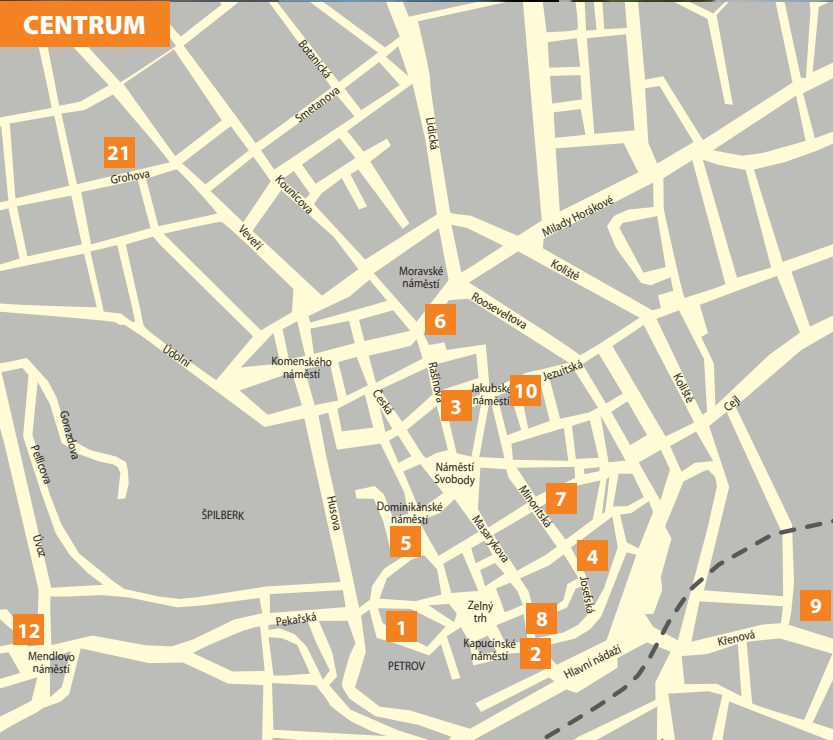 CENTRUM
Botanická
Smetanova
Lidická
21
Grohova
Kounicova
Veveří
Milady Horákové
Koliště
Moravské
náměstí
Rooseveltova
6
Údolní
Komenského
náměstí
Rašínova
Jakubské
náměstí
10
Jezuitská
3
Česká
Koliště
Cejl
Gorazdova
Pellicova
Náměstí
Svobody
Husova
ŠPILBERK
Dominikánské
náměstí
5
Minoritská
7
Masarykova
4
Úvoz
Josefská
Zelný
trh
9
12
Mendlovo
náměstí
Pekařská
1
8
Kapucínské
náměstí
2
PETROV
Hlavní nádaží
Křenová